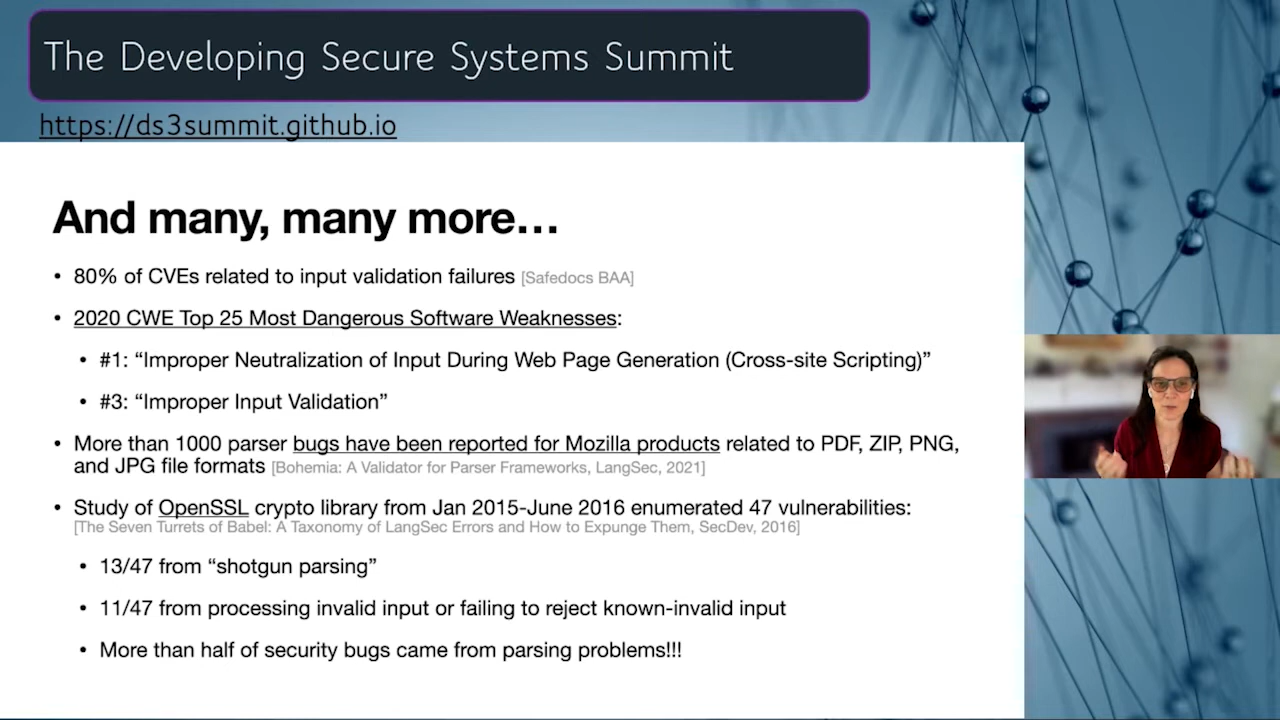 The Developing Secure Systems Summit
https://ds3summit.github.io
And many, many more…
• 80% of CVEs related to input validation failures [Safedocs BAA]
• 2020 CWE Top 25 Most Dangerous Software Weaknesses:
• #1: “Improper Neutralization of Input During Web Page Generation (Cross-site Scripting)”
• #3: “Improper Input Validation”
• More than 1000 parser bugs have been reported for Mozilla products related to PDF, ZIP, PNG,
and JPG file formats [Bohemia: A Validator for Parser Frameworks, LangSec, 2021]
• Study of OpenSSL crypto library from Jan 2015-June 2016 enumerated 47 vulnerabilities:
[The Seven Turrets of Babel: A Taxonomy of LangSec Errors and How to Expunge Them, SecDev, 2016]
• 13/47 from “shotgun parsing”
• 11/47 from processing invalid input or failing to reject known-invalid input
• More than half of security bugs came from parsing problems!!!